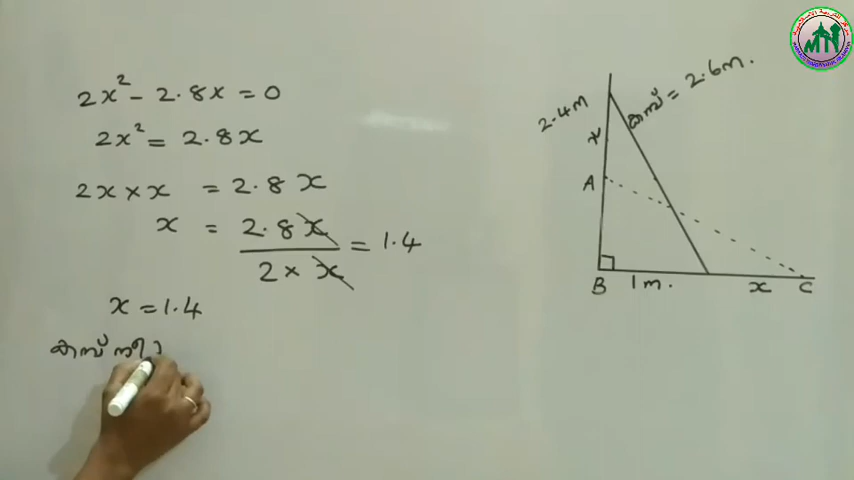 2x² - 2.8x = 0
2x² = 2.8x
2x × x = 2.8 x
x = 2.8x / 2 × x = 1.4
x = 1.4
കമ്പ് നീ
2.4m
x
A
കമ്പ് = 2.6m.
B 1m. x C